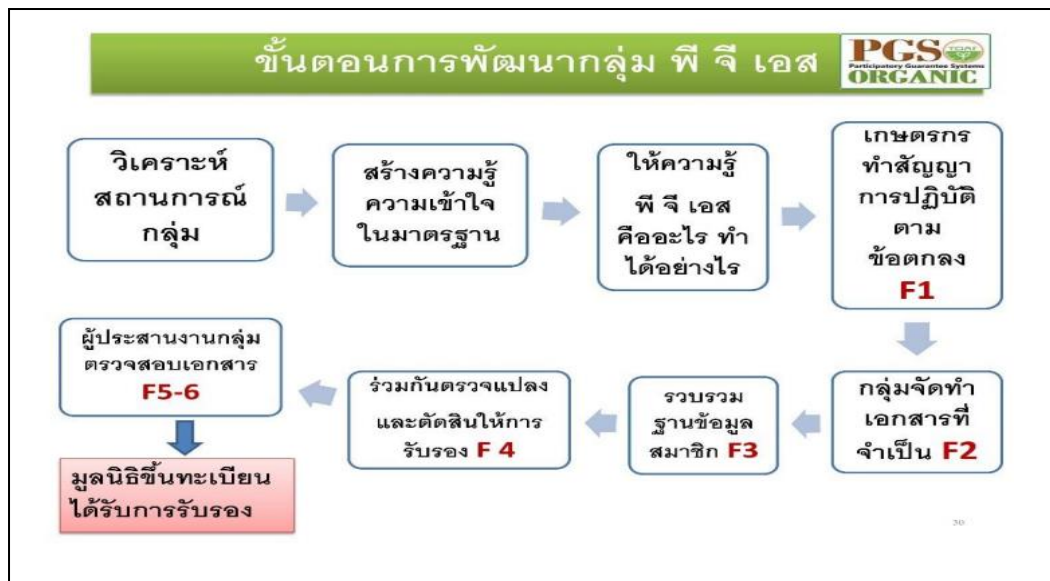 ขั้นตอนการพัฒนากลุ่ม พี จี เอส
PGS
TOAF
Participatory Guarantee Systems
ORGANIC
วิเคราะห์
สถานการณ์
กลุ่ม
สร้างความรู้
ความเข้าใจ
ในมาตรฐาน
ให้ความรู้
พี จี เอส
คืออะไร ทำ
ได้อย่างไร
เกษตรกร
ทำสัญญา
การปฏิบัติ
ตาม
ข้อตกลง
F1
กลุ่มจัดทำ
เอกสารที่
จำเป็น F2
รวบรวม
ฐานข้อมูล
สมาชิก F3
ร่วมกันตรวจแปลง
และตัดสินให้การ
รับรอง F 4
ผู้ประสานงานกลุ่ม
ตรวจสอบเอกสาร
F5-6
มูลนิธิขึ้นทะเบียน
ได้รับการรับรอง